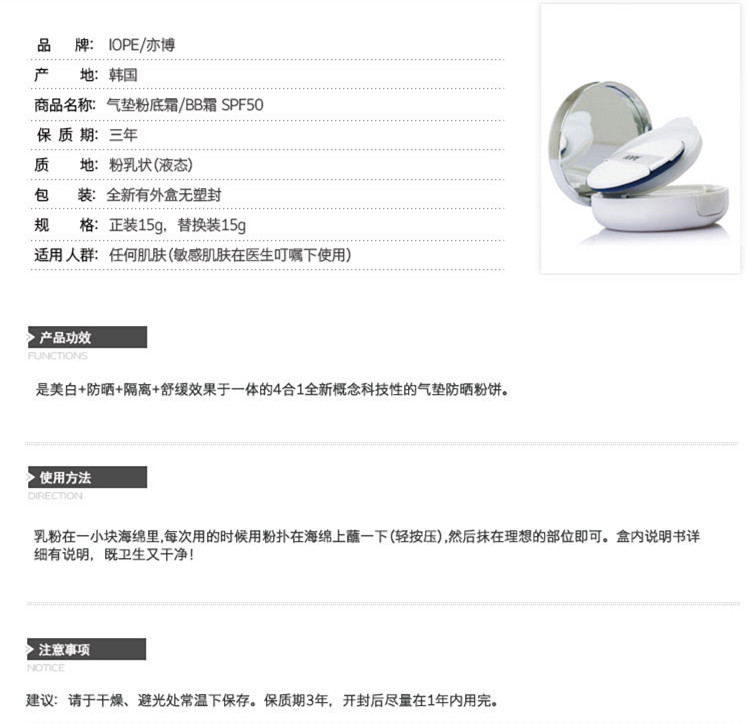 品 牌: IOPE/亦博
产 地: 韩国
商品名称: 气垫粉底霜/BB霜 SPF50
保 质 期: 三年
质 地: 粉乳状(液态)
包 装: 全新有外盒无塑封
规 格: 正装15g，替换装15g
适用人群: 任何肌肤(敏感肌肤在医生叮嘱下使用)
IOPE
产品功效
FUNCTIONS
是美白+防晒+隔离+舒缓效果于一体的4合1全新概念科技性的气垫防晒粉饼。
使用方法
DIRECTION
乳粉在一小块海绵里,每次用的时候用粉扑在海绵上蘸一下(轻按压),然后抹在理想的部位即可。盒内说明书详
细有说明，既卫生又干净!
注意事项
NOTICE
建议: 请于干燥、避光处常温下保存。保质期3年，开封后尽量在1年内用完。